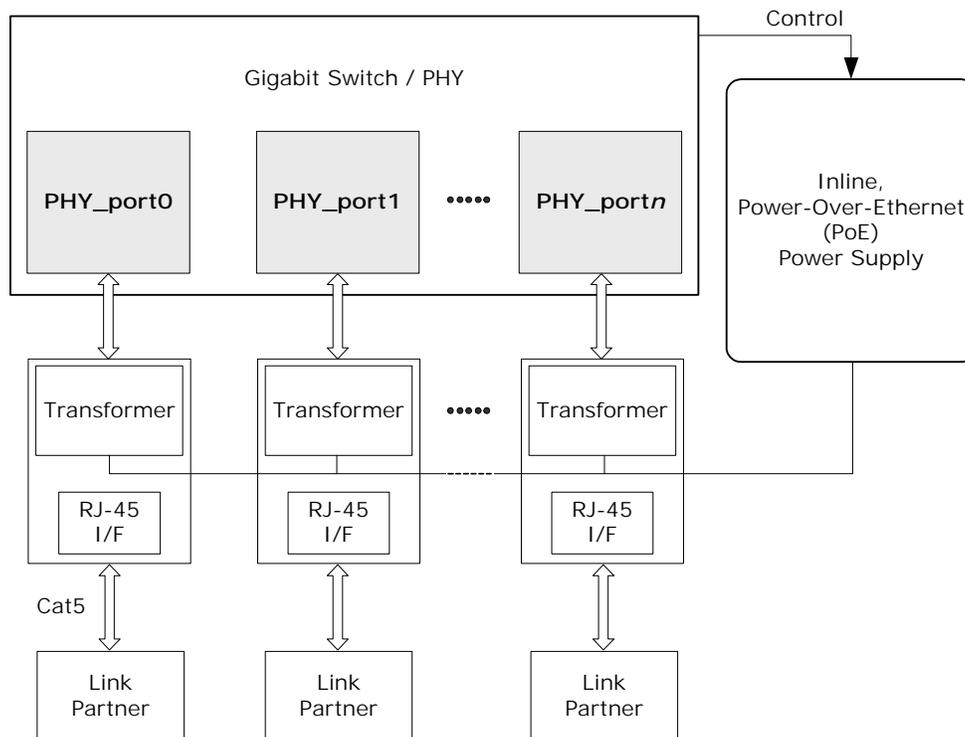 Control
Gigabit Switch / PHY
PHY_port0
PHY_port1
PHY_portn
Inline,
Power-Over-Ethernet
(PoE)
Power Supply
Transformer
Transformer
Transformer
RJ-45
I/F
RJ-45
I/F
RJ-45
I/F
Cat5
Link
Partner
Link
Partner
Link
Partner